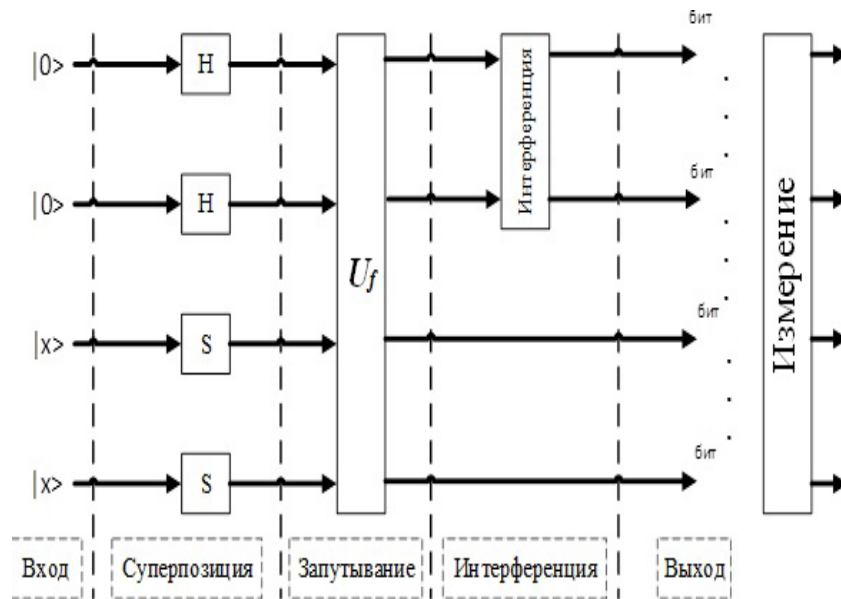 бит
|0> H
Интерференция
бит
|0> H
U_f
Измерение
бит
|x> S
бит
|x> S
Вход Суперпозиция Запутывание Интерференция Выход